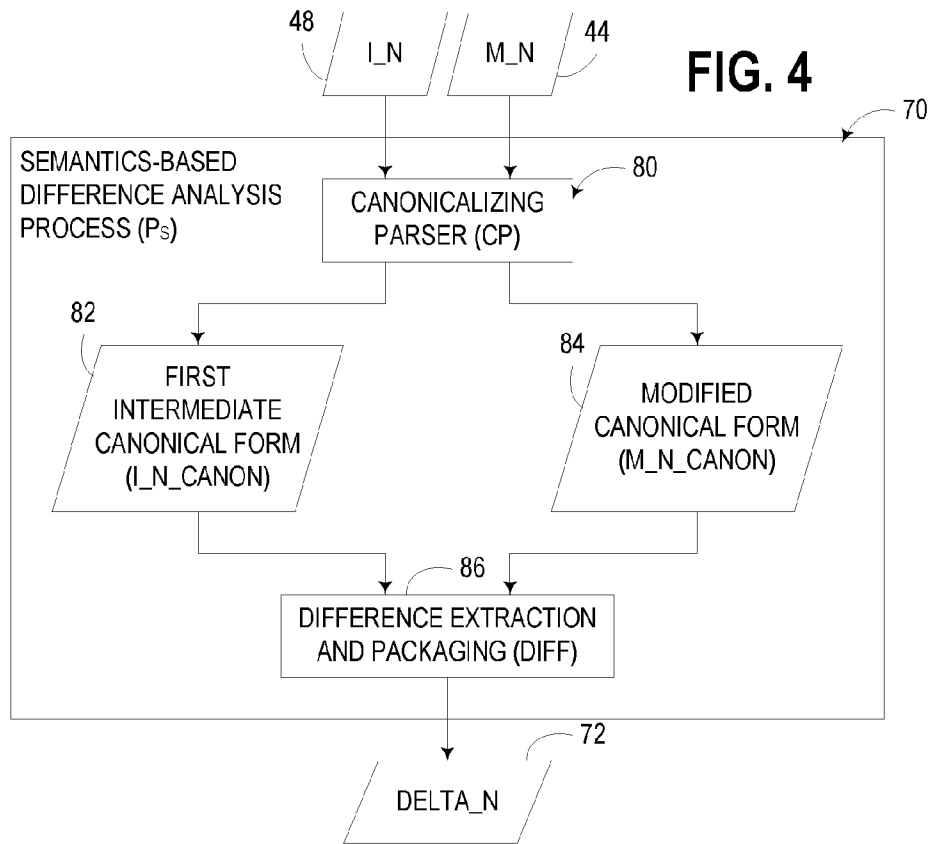 48
I_N
M_N
44
FIG. 4
70
SEMANTICS-BASED
DIFFERENCE ANALYSIS
PROCESS (PS)
80
CANONICALIZING
PARSER (CP)
82
FIRST
INTERMEDIATE
CANONICAL FORM
(I_N_CANON)
84
MODIFIED
CANONICAL FORM
(M_N_CANON)
86
DIFFERENCE EXTRACTION
AND PACKAGING (DIFF)
72
DELTA_N